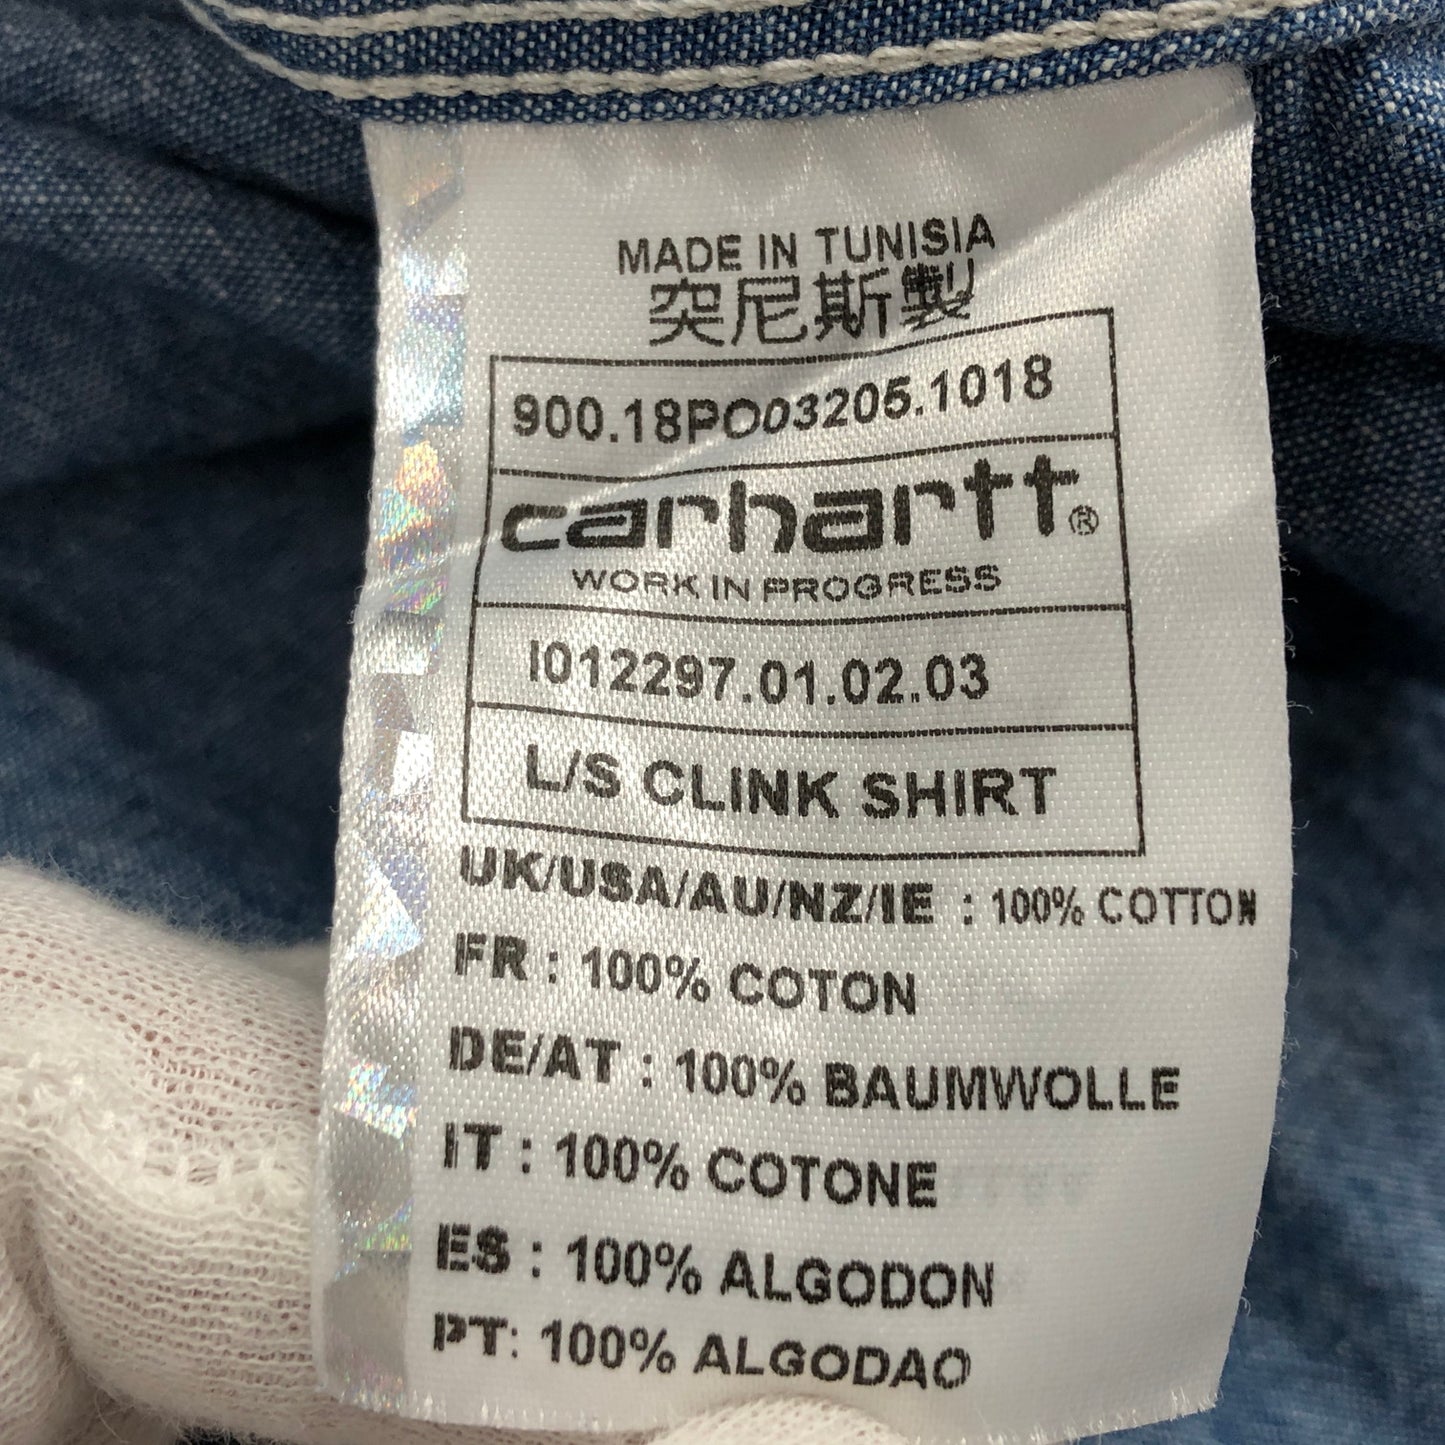 MADE IN TUNISIA
突尼斯製
900.18PO03205.1018
carhartt®
WORK IN PROGRESS
I012297.01.02.03
L/S CLINK SHIRT
UK/USA/AU/NZ/IE : 100% COTTON
FR : 100% COTON
DE/AT : 100% BAUMWOLLE
IT : 100% COTONE
ES : 100% ALGODON
PT: 100% ALGODAO